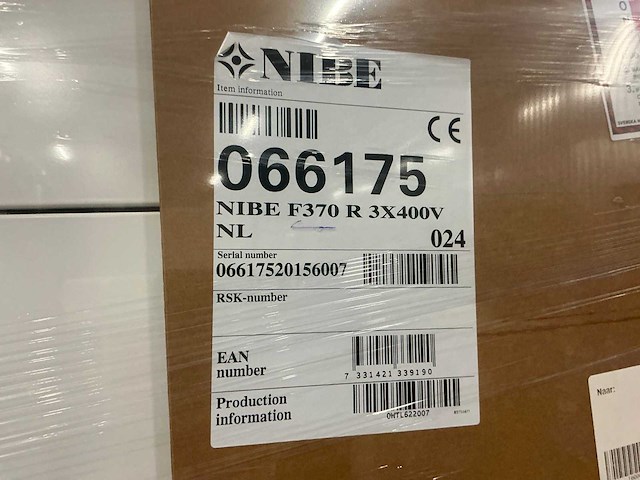 NIBE
Item information
CE
066175
NIBE F370 R 3X400V
NL
024
Serial number
06617520156007
RSK-number
EAN
number
7 331421 339190
Production
information
0HTL622007
Naar: